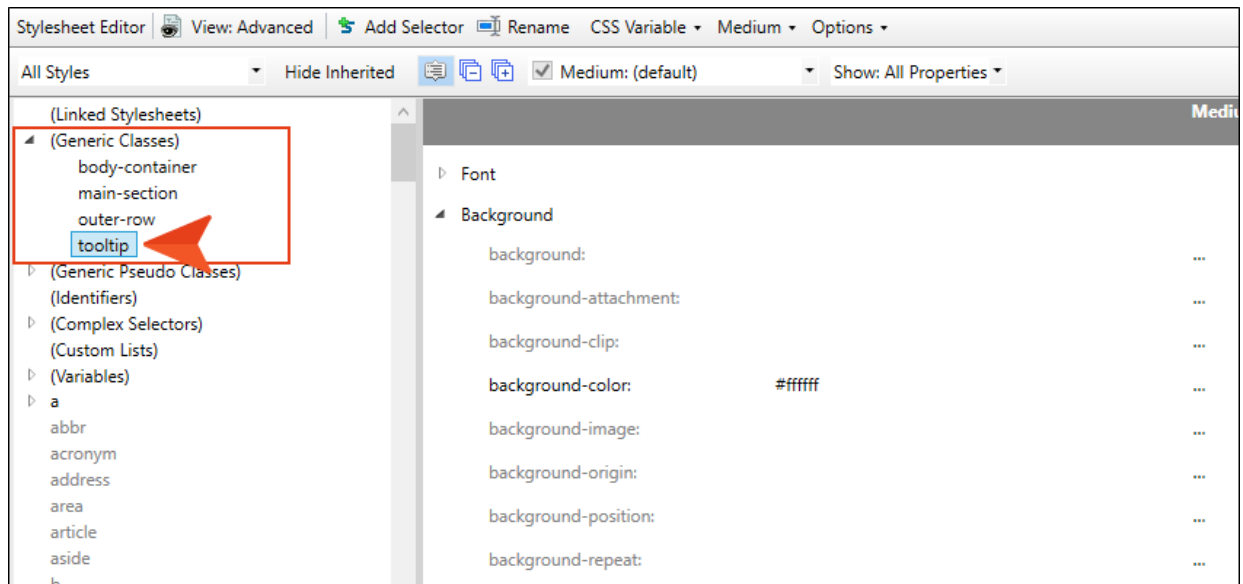 Stylesheet Editor View: Advanced Add Selector Rename CSS Variable Medium Options
All Styles Hide Inherited Medium: (default) Show: All Properties
(Linked Stylesheets)
(Generic Classes)
body-container
main-section
outer-row
tooltip
(Generic Pseudo Classes)
(Identifiers)
(Complex Selectors)
(Custom Lists)
(Variables)
a
abbr
acronym
address
area
article
aside
Font
Background
background: ...
background-attachment: ...
background-clip: ...
background-color: #ffffff ...
background-image: ...
background-origin: ...
background-position: ...
background-repeat: ...